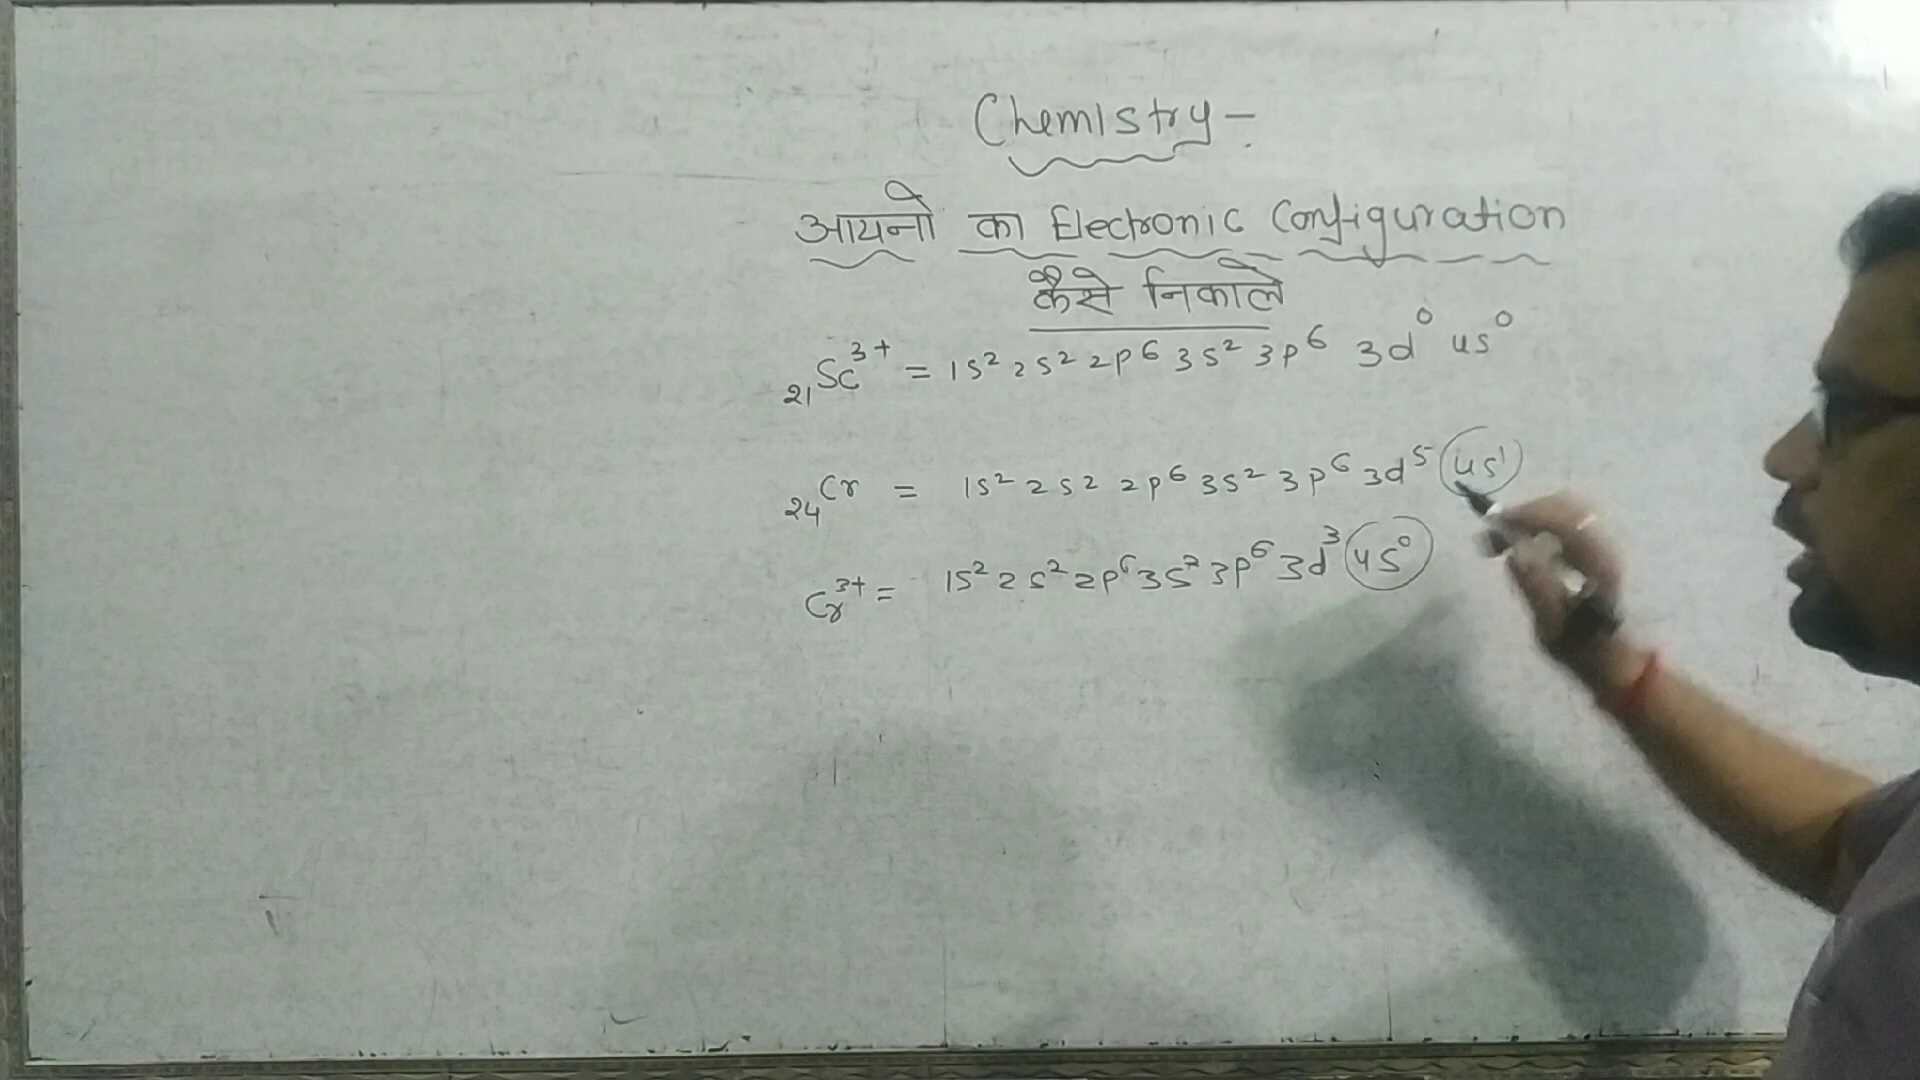 Chemistry -
आयनो का Electronic Configuration
कैसे निकाले
₂₁Sc³⁺ = 1s² 2s² 2p⁶ 3s² 3p⁶ 3d⁰ 4s⁰
₂₄Cr = 1s² 2s² 2p⁶ 3s² 3p⁶ 3d⁵ 4s¹
Cr³⁺ = 1s² 2s² 2p⁶ 3s² 3p⁶ 3d³ 4s⁰